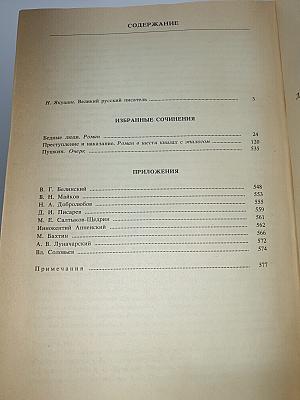 СОДЕРЖАНИЕ
Н. Якушин. Великий русский писатель 3
ИЗБРАННЫЕ СОЧИНЕНИЯ
Бедные люди. Роман 24
Преступление и наказание. Роман в шести частях с эпилогом 120
Пушкин. Очерк 535
ПРИЛОЖЕНИЯ
В. Г. Белинский 548
В. Н. Майков 553
Н. А. Добролюбов 555
Д. И. Писарев 559
М. Е. Салтыков-Щедрин 561
Иннокентий Анненский 562
М. Бахтин 566
А. В. Луначарский 572
Вл. Соловьев 574
Примечания 577